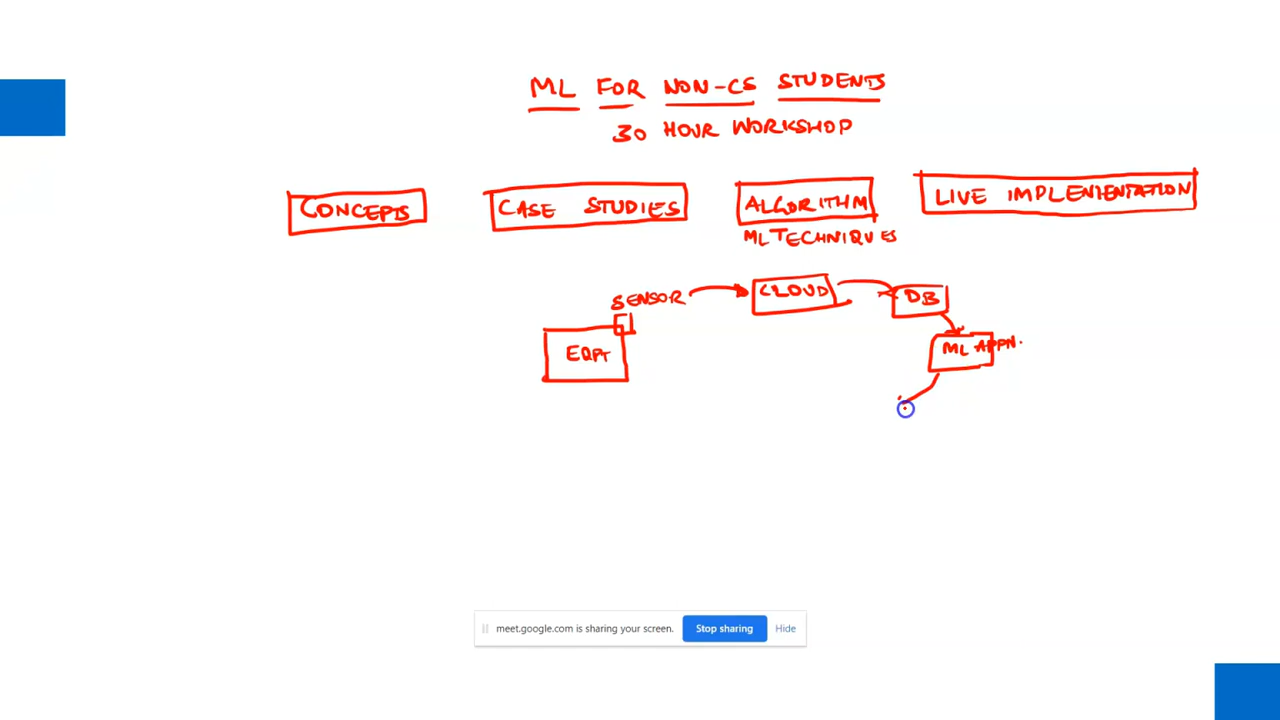 ML FOR NON-CS STUDENTS
30 HOUR WORKSHOP
CONCEPTS
CASE STUDIES
ALGORITHM
LIVE IMPLEMENTATION
ML TECHNIQUES
SENSOR
CLOUD
DB
EQPT
ML APPN.
meet.google.com is sharing your screen.
Stop sharing
Hide